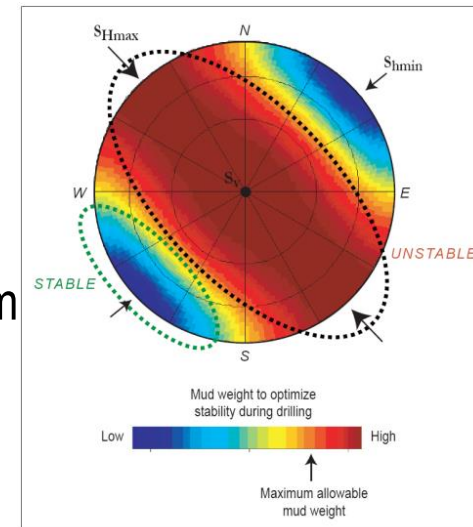 SHmax
N
Shmin
Sv
W
E
UNSTABLE
STABLE
m
S
Mud weight to optimize
stability during drilling
Low
High
Maximum allowable
mud weight